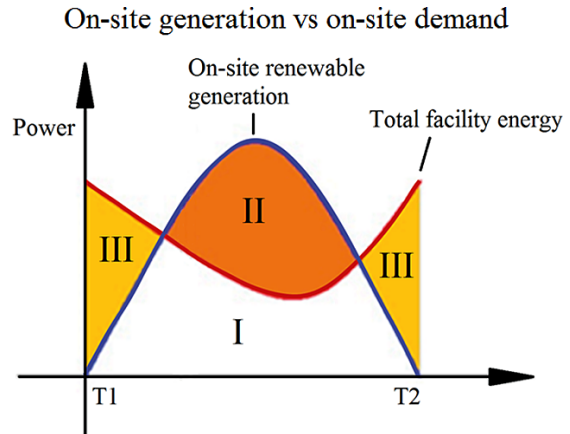 On-site generation vs on-site demand
On-site renewable
generation
Power
Total facility energy
II
III
III
I
T1
T2